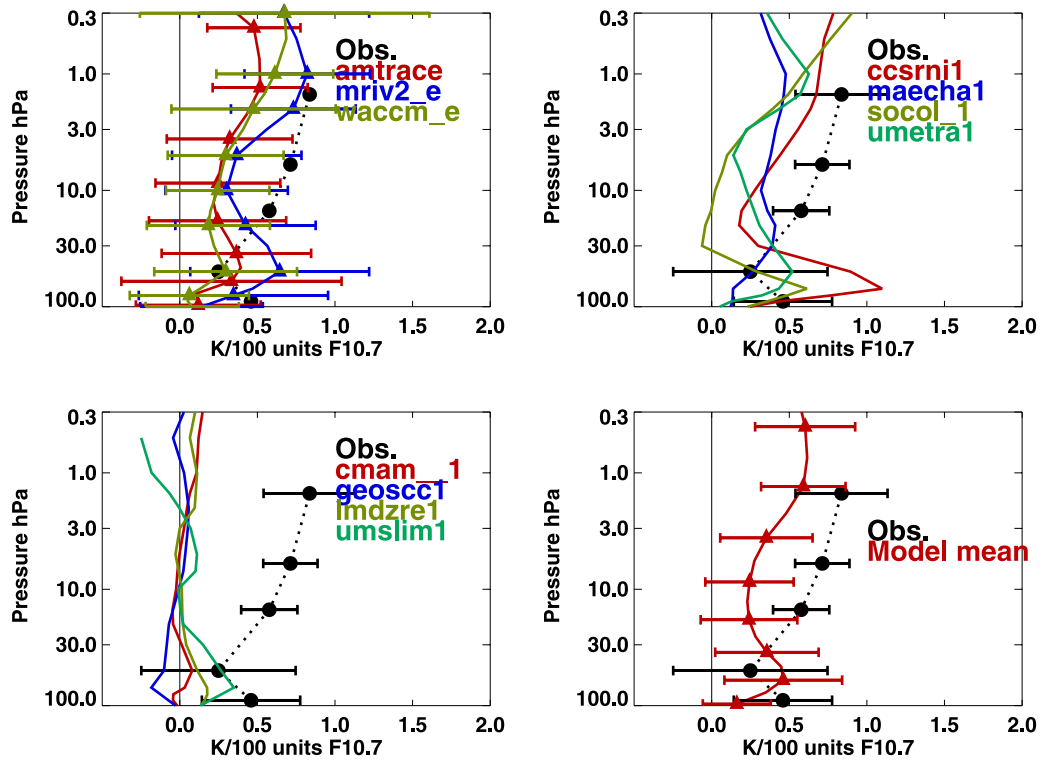 0.3
1.0
3.0
10.0
30.0
100.0
Pressure hPa
0.0 0.5 1.0 1.5 2.0
K/100 units F10.7
Obs.
amtrace
mriv2_e
waccm_e
0.3
1.0
3.0
10.0
30.0
100.0
Pressure hPa
0.0 0.5 1.0 1.5 2.0
K/100 units F10.7
Obs.
ccsrni1
maecha1
socol_1
umetra1
0.3
1.0
3.0
10.0
30.0
100.0
Pressure hPa
0.0 0.5 1.0 1.5 2.0
K/100 units F10.7
Obs.
cmam__1
geoscc1
lmdzre1
umslim1
0.3
1.0
3.0
10.0
30.0
100.0
Pressure hPa
0.0 0.5 1.0 1.5 2.0
K/100 units F10.7
Obs.
Model mean